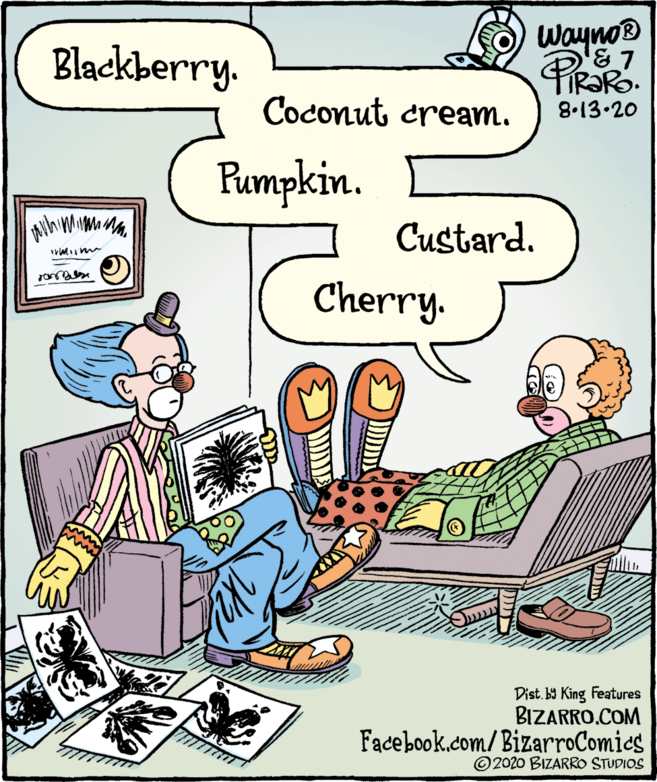 Blackberry.
Coconut cream.
Pumpkin.
Custard.
Cherry.
Wayno®
& 7
PIRARO.
8•13•20
Dist. by King Features
BIZARRO.COM
Facebook.com/BizarroComics
©2020 BIZARRO STUDIOS